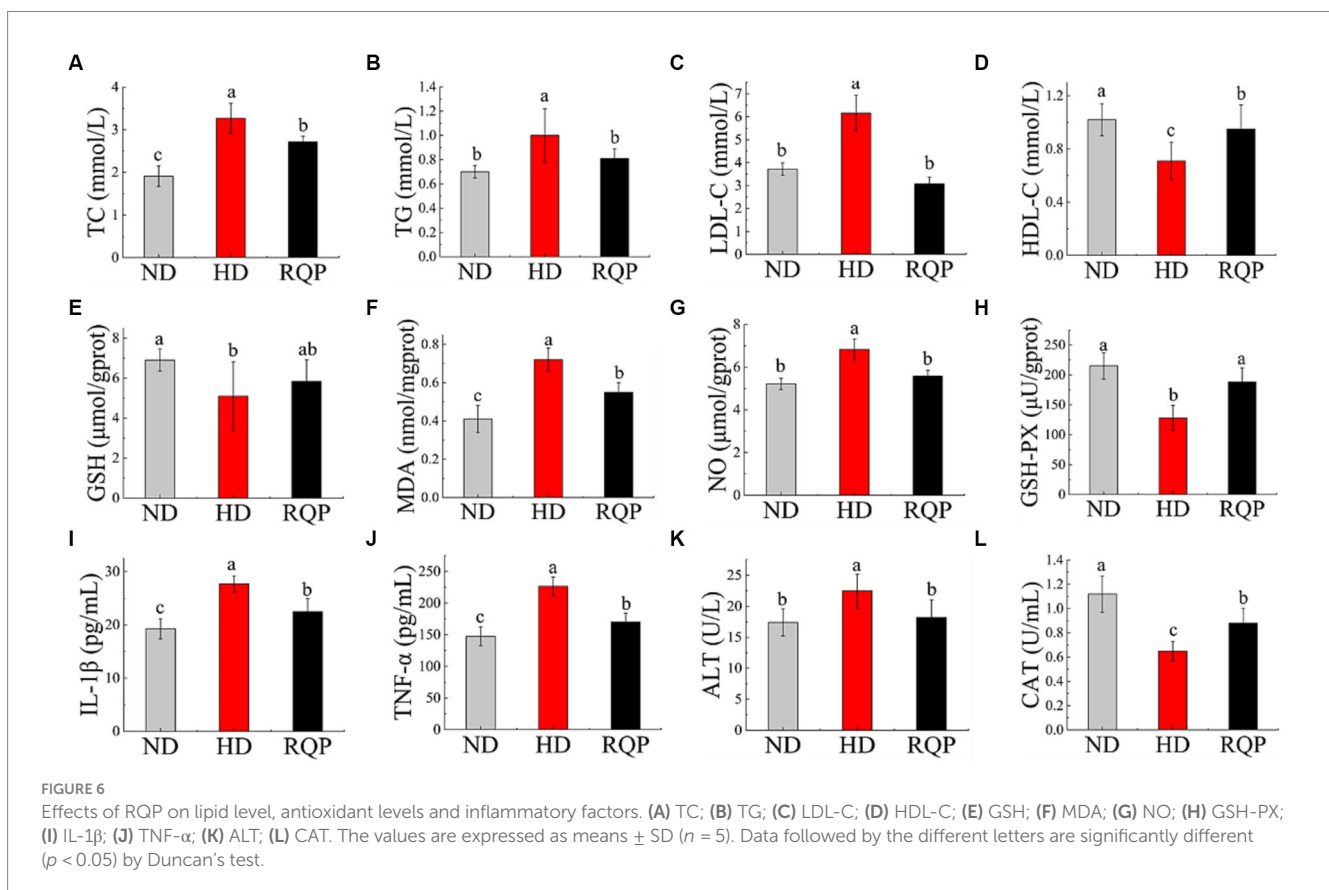 A
B
C
D
TC (mmol/L)
4
3
2
1
0
c
a
b
ND HD RQP
TG (mmol/L)
1.4
1.2
1.0
0.8
0.6
0.4
0.2
0.0
b
a
b
ND HD RQP
LDL-C (mmol/L)
7
6
5
4
3
2
1
0
b
a
b
ND HD RQP
HDL-C (mmol/L)
1.2
0.9
0.6
0.3
0.0
a
c
b
ND HD RQP
E
F
G
H
GSH (μmol/gprot)
8
6
4
2
0
a
b
ab
ND HD RQP
MDA (nmol/mgprot)
0.8
0.6
0.4
0.2
0.0
c
a
b
ND HD RQP
NO (μmol/gprot)
8
6
4
2
0
b
a
b
ND HD RQP
GSH-PX (μU/gprot)
250
200
150
100
50
0
a
b
a
ND HD RQP
I
J
K
L
IL-1β (pg/mL)
30
20
10
0
c
a
b
ND HD RQP
TNF-α (pg/mL)
250
225
200
175
150
125
100
75
50
25
0
c
a
b
ND HD RQP
ALT (U/L)
25
20
15
10
5
0
b
a
b
ND HD RQP
CAT (U/mL)
1.4
1.2
1.0
0.8
0.6
0.4
0.2
0.0
a
c
b
ND HD RQP
FIGURE 6
Effects of RQP on lipid level, antioxidant levels and inflammatory factors. (A) TC; (B) TG; (C) LDL-C; (D) HDL-C; (E) GSH; (F) MDA; (G) NO; (H) GSH-PX;
(I) IL-1β; (J) TNF-α; (K) ALT; (L) CAT. The values are expressed as means ± SD (n = 5). Data followed by the different letters are significantly different
(p < 0.05) by Duncan’s test.